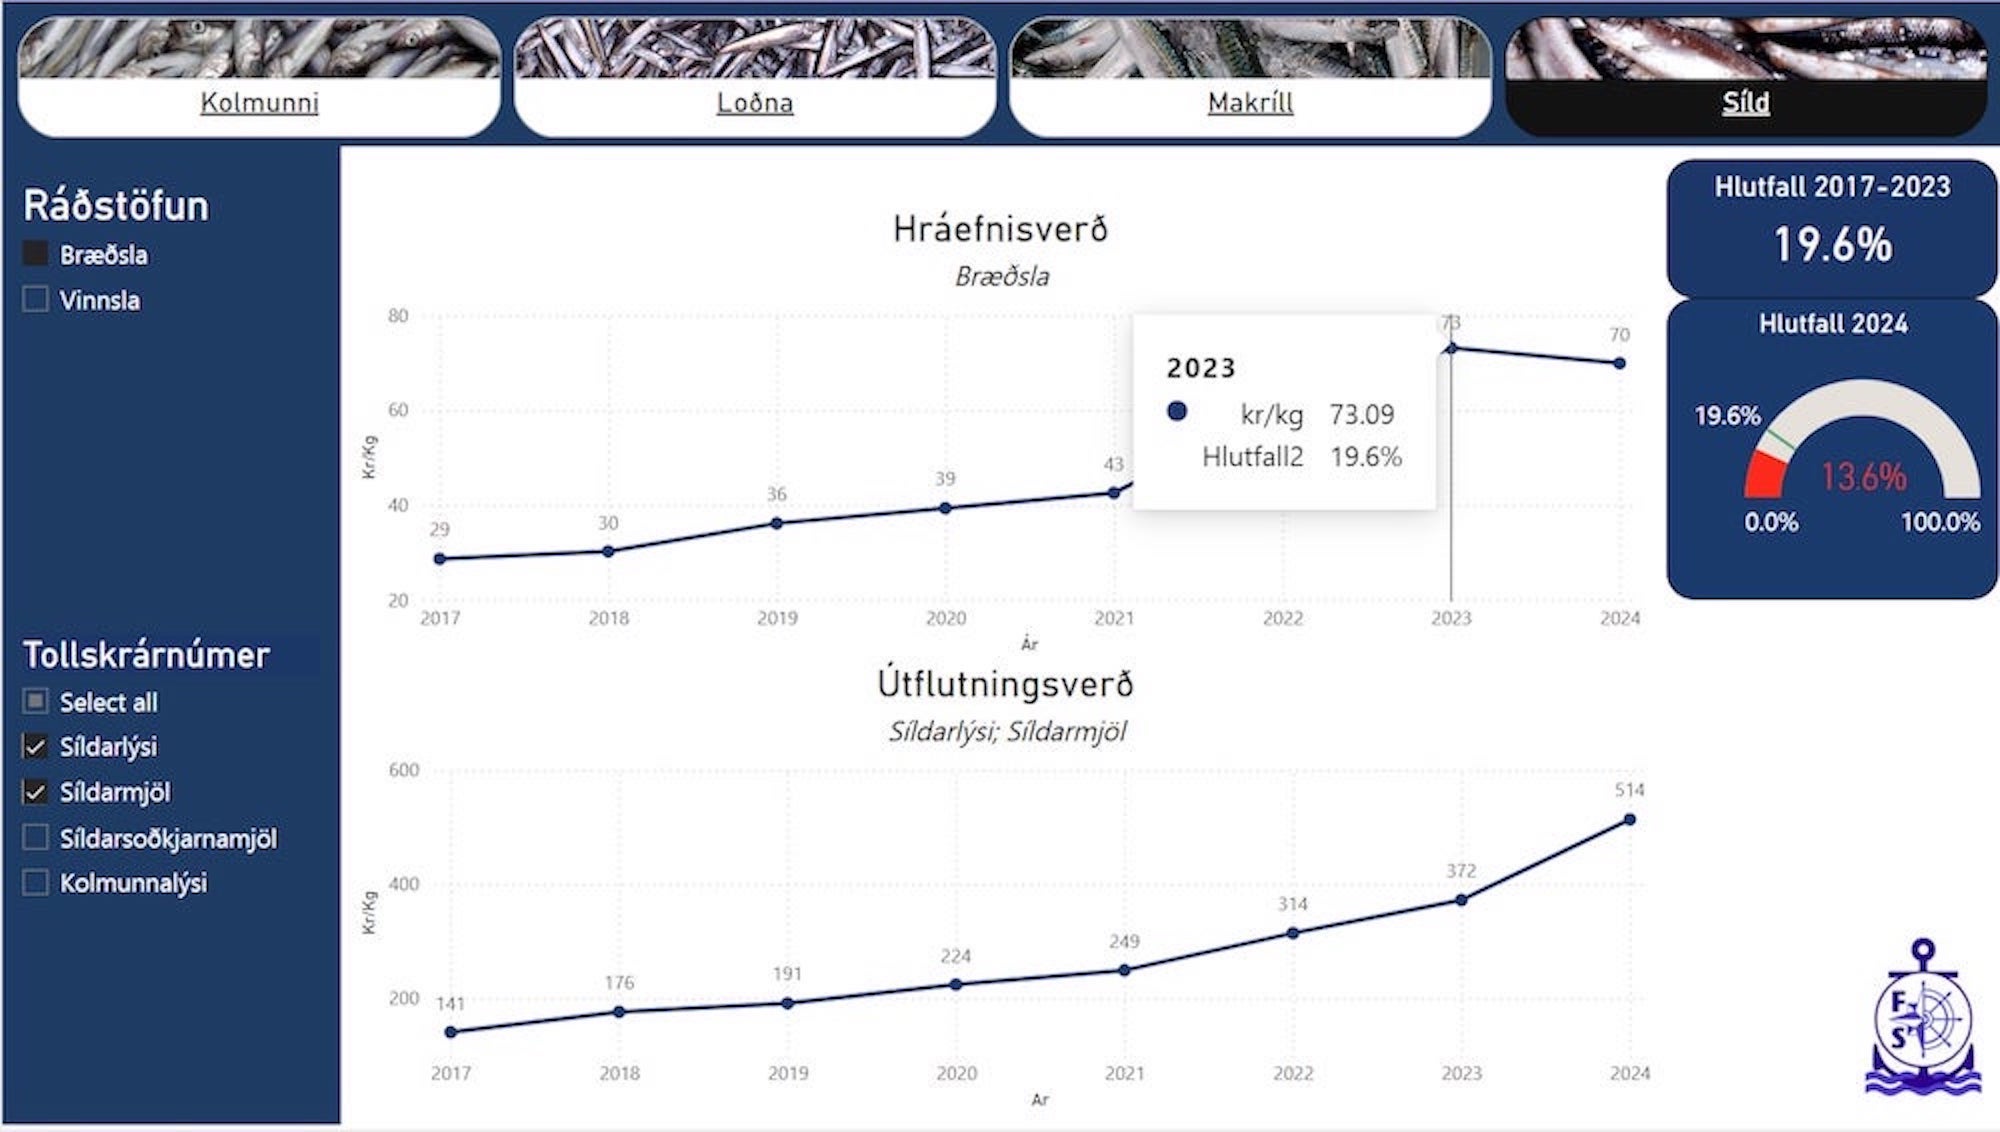 Kolmunni
Loðna
Makríll
Síld
Ráðstöfun
Bræðsla
Vinnsla
Tollskrárnúmer
Select all
Síldarlýsi
Síldarmjöl
Síldarsoðkjarnamjöl
Kolmunnalýsi
Hráefnisverð
Bræðsla
Kr/Kg
80
60
40
20
29
30
36
39
43
73
70
2023
kr/kg 73.09
Hlutfall2 19.6%
2017 2018 2019 2020 2021 2022 2023 2024
Ár
Útflutningsverð
Síldarlýsi; Síldarmjöl
Kr/Kg
600
400
200
141
176
191
224
249
314
372
514
2017 2018 2019 2020 2021 2022 2023 2024
Ár
Hlutfall 2017-2023
19.6%
Hlutfall 2024
19.6%
13.6%
0.0% 100.0%
F
S